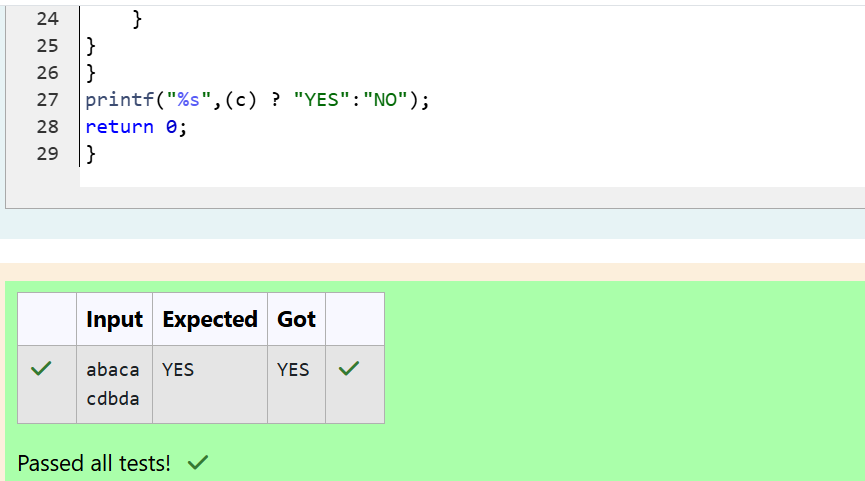 24 }
25 }
26 }
27 printf("%s",(c) ? "YES":"NO");
28 return 0;
29 }
Input Expected Got
abaca YES YES
cdbda
Passed all tests!